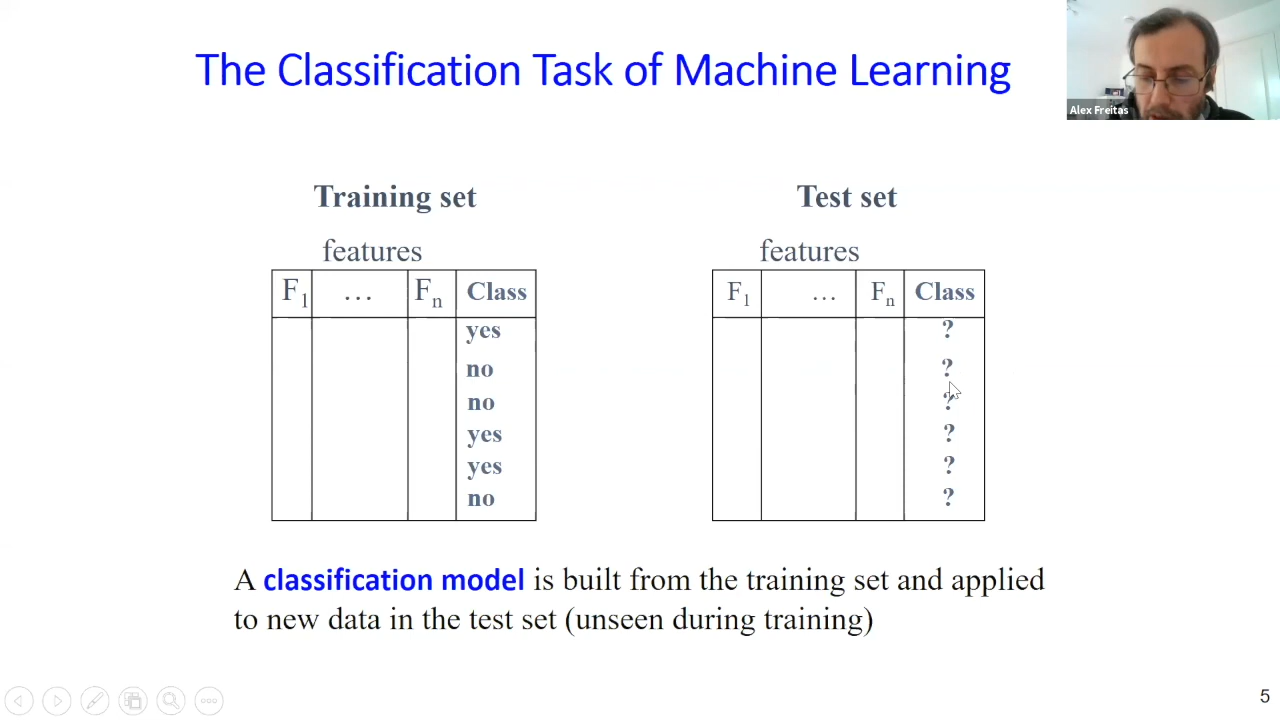 The Classification Task of Machine Learning
Alex Freitas
Training set
features
F1 … Fn Class
yes
no
no
yes
yes
no
Test set
features
F1 … Fn Class
?
?
?
?
?
?
A classification model is built from the training set and applied
to new data in the test set (unseen during training)
5